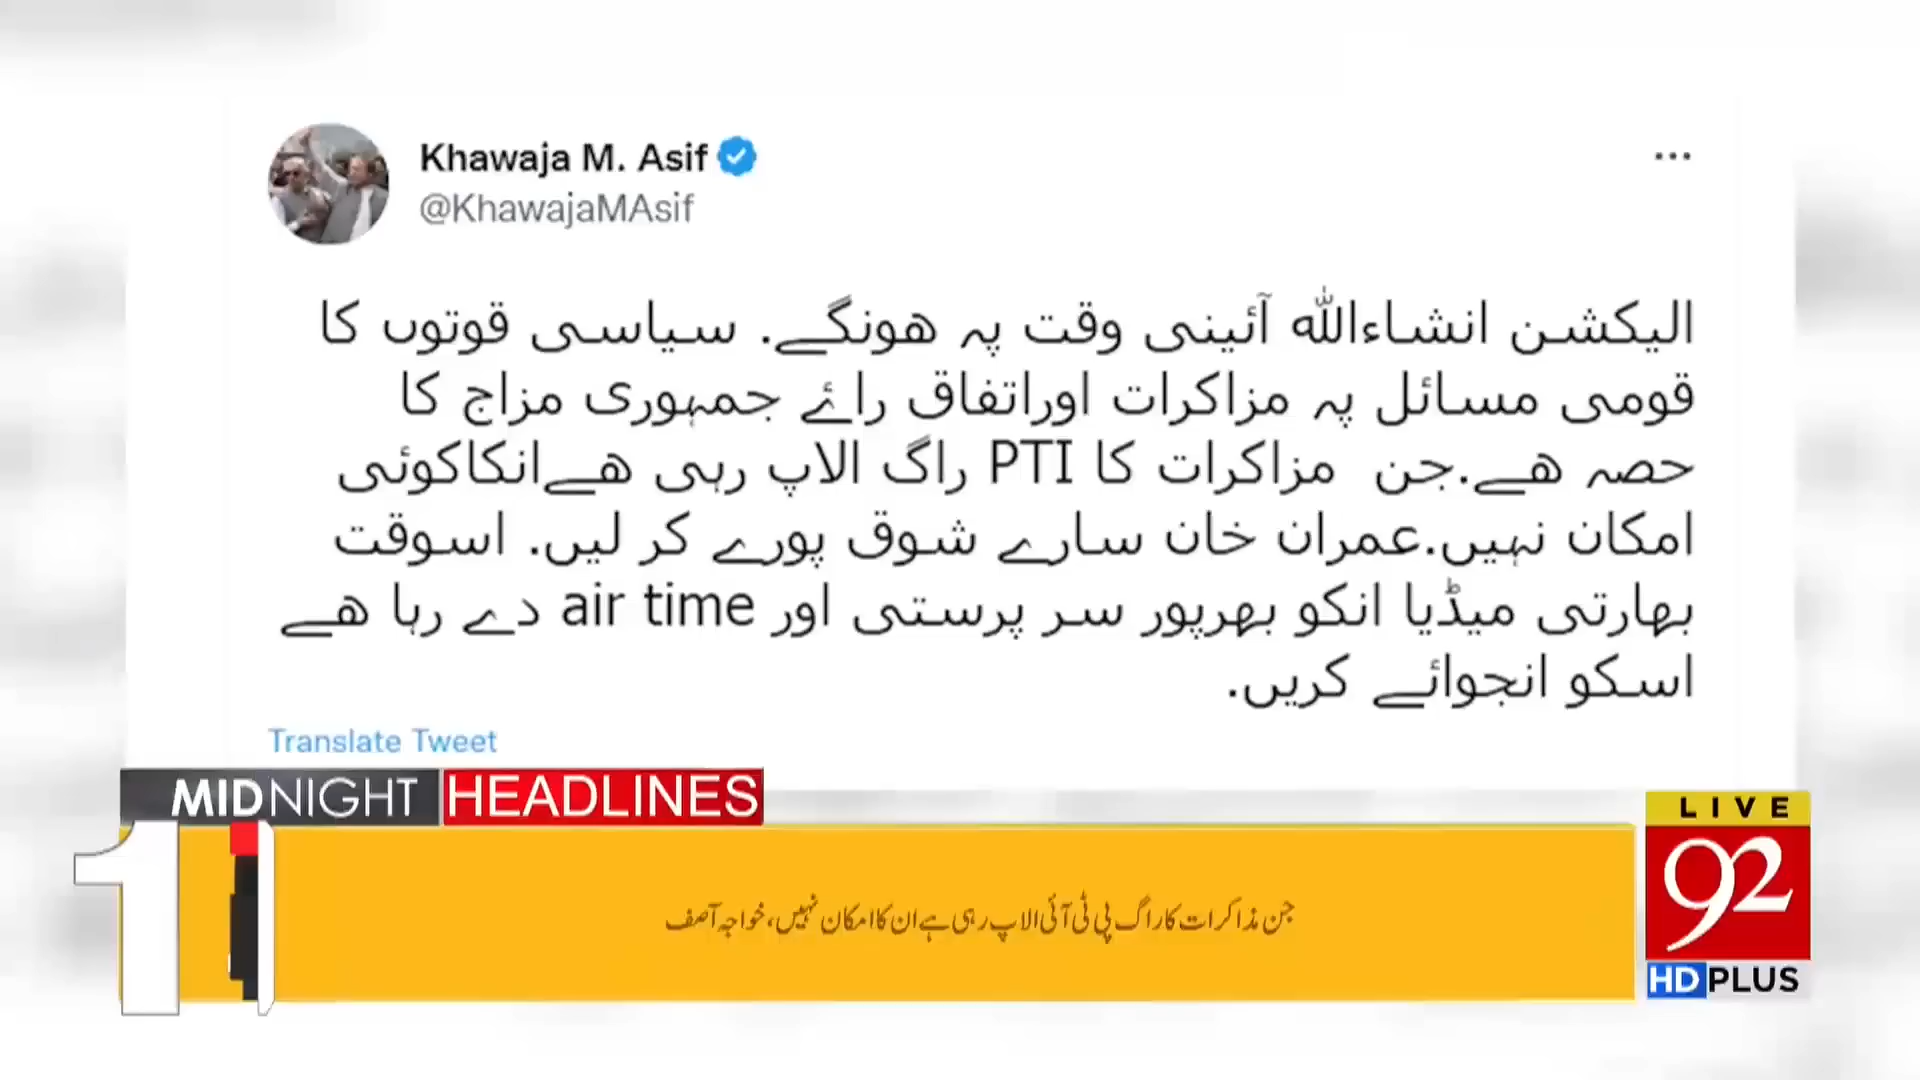 Khawaja M. Asif
@KhawajaMAsif
الیکشن انشاءاللّٰہ آئینی وقت پہ ھونگے. سیاسی قوتوں کا
قومی مسائل پہ مزاکرات اوراتفاق راۓ جمہوری مزاج کا
حصہ ھے.جن مزاکرات کا PTI راگ الاپ رہی ھےانکاکوئی
امکان نہیں.عمران خان سارے شوق پورے کر لیں. اسوقت
بھارتی میڈیا انکو بھرپور سر پرستی اور air time دے رہا ھے
اسکو انجوائے کریں.
Translate Tweet
MIDNIGHT HEADLINES
LIVE
1
جن مذاکرات کا راگ پی ٹی آئی الاپ رہی ہے ان کا امکان نہیں، خواجہ آصف
92
HD PLUS